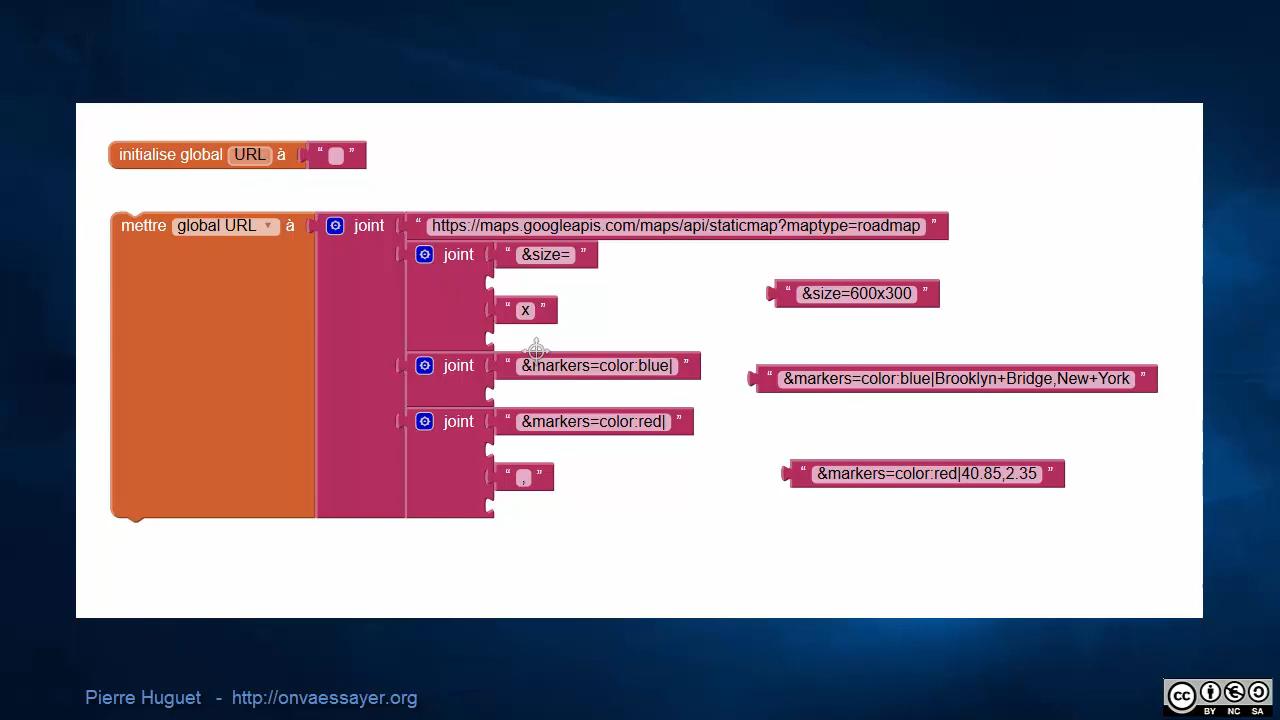 initialise global URL à “ ”
mettre global URL à joint “ https://maps.googleapis.com/maps/api/staticmap?maptype=roadmap ”
joint “ &size= ”
“ &size=600x300 ”
“ x ”
joint “ &markers=color:blue| ”
“ &markers=color:blue|Brooklyn+Bridge,New+York ”
joint “ &markers=color:red| ”
“ , ”
“ &markers=color:red|40.85,2.35 ”
Pierre Huguet - http://onvaessayer.org
cc
BY NC SA